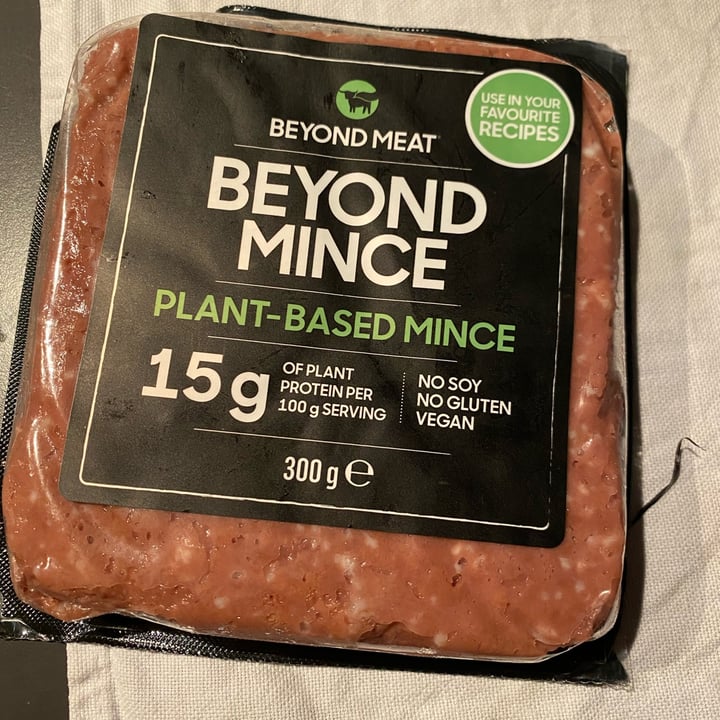 BEYOND MEAT
USE IN YOUR
FAVOURITE
RECIPES
BEYOND
MINCE
PLANT-BASED MINCE
15g
OF PLANT
PROTEIN PER
100 g SERVING
NO SOY
NO GLUTEN
VEGAN
300 g ℮